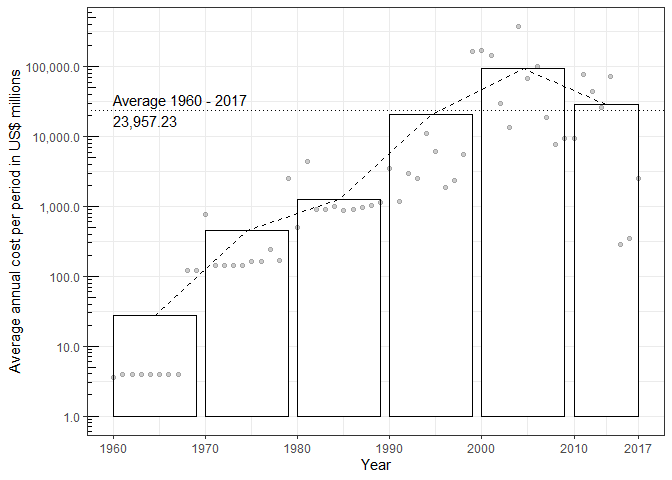 Average annual cost per period in US$ millions
100,000.0
10,000.0
1,000.0
100.0
10.0
1.0
Average 1960 - 2017
23,957.23
1960 1970 1980 1990 2000 2010 2017
Year